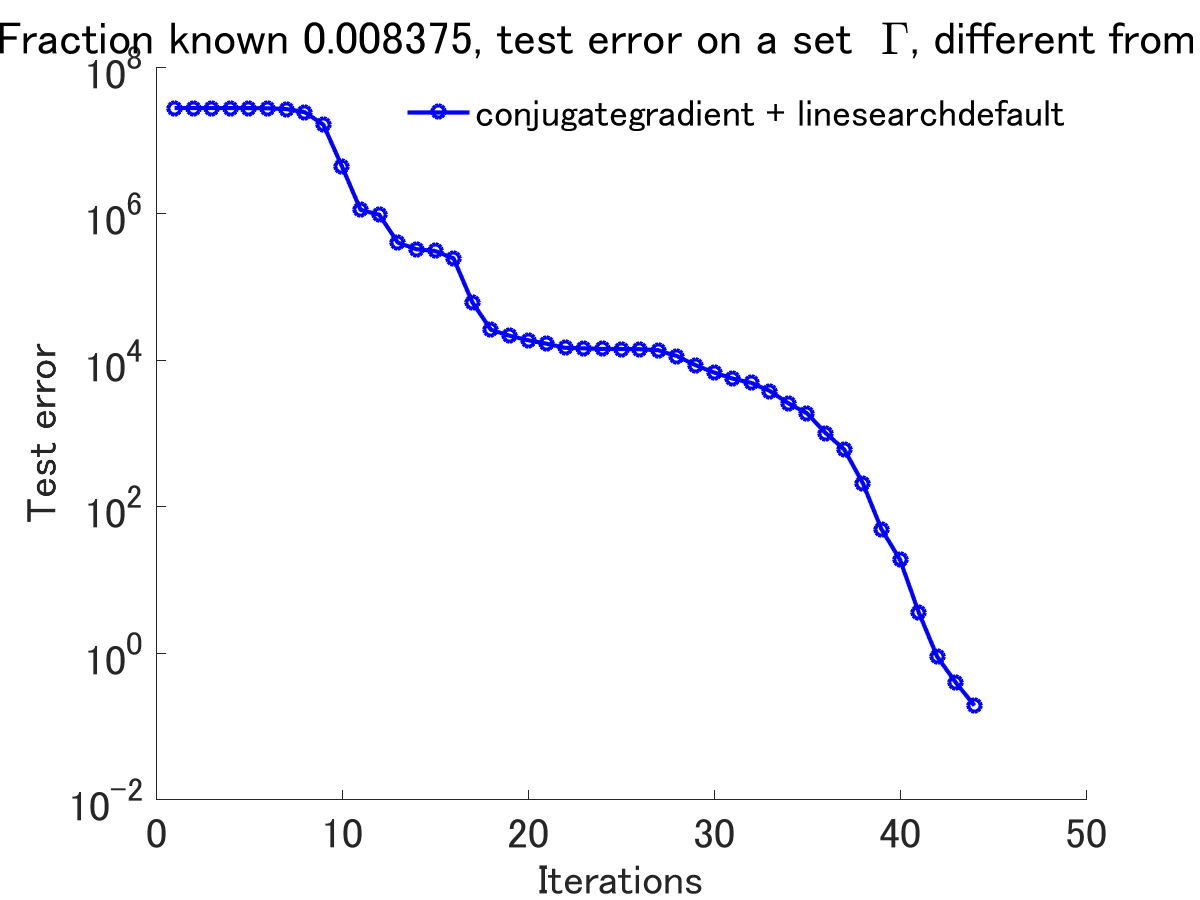 Fraction known 0.008375, test error on a set Γ, different from
10^8
conjugategradient + linesearchdefault
10^6
10^4
10^2
10^0
10^-2
Test error
0 10 20 30 40 50
Iterations